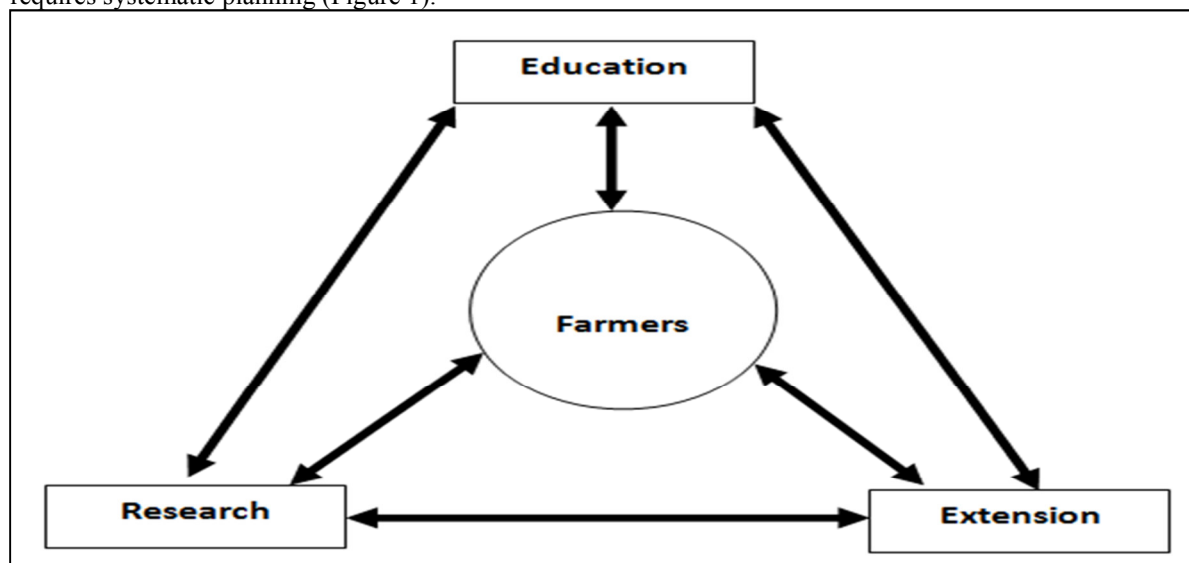 requires systematic planning (Figure 1).
Education
Farmers
Research
Extension